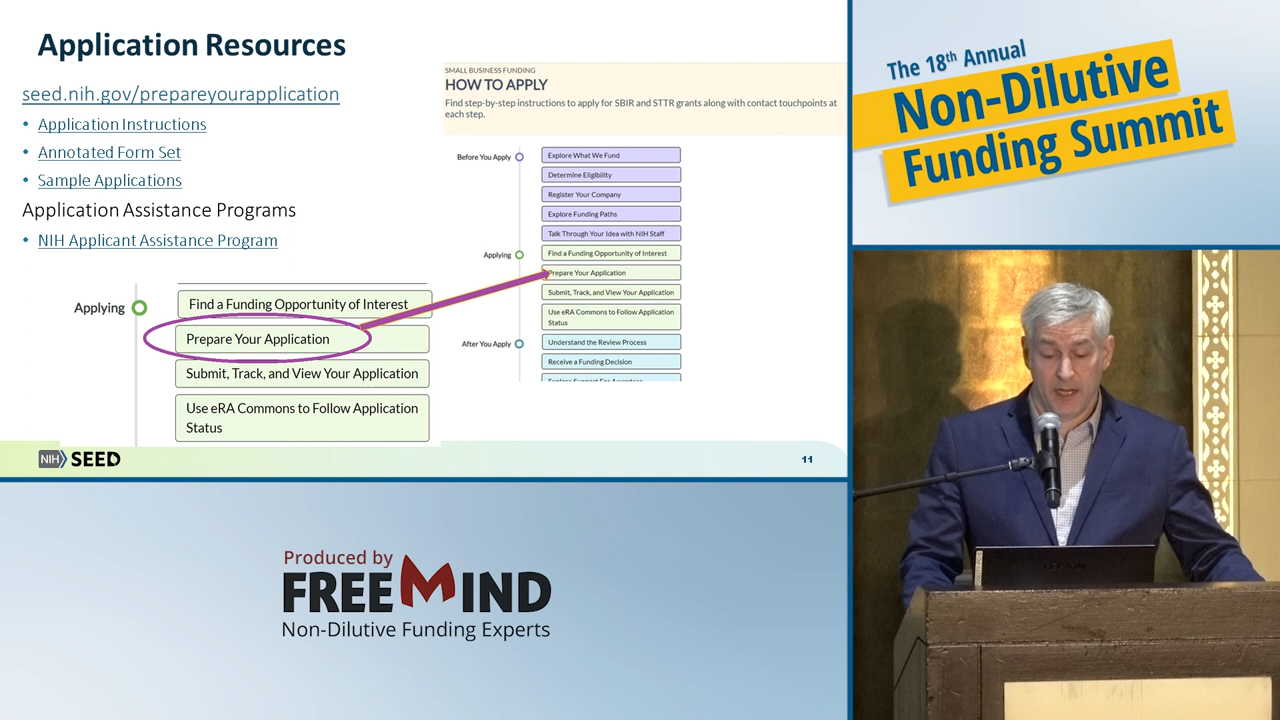 Application Resources
seed.nih.gov/prepareyourapplication
• Application Instructions
• Annotated Form Set
• Sample Applications
Application Assistance Programs
• NIH Applicant Assistance Program
Applying
Find a Funding Opportunity of Interest
Prepare Your Application
Submit, Track, and View Your Application
Use eRA Commons to Follow Application
Status
SMALL BUSINESS FUNDING
HOW TO APPLY
Find step-by-step instructions to apply for SBIR and STTR grants along with contact touchpoints at
each step.
Before You Apply
Explore What We Fund
Determine Eligibility
Register Your Company
Explore Funding Paths
Talk Through Your Idea with NIH Staff
Applying
Find a Funding Opportunity of Interest
Prepare Your Application
Submit, Track, and View Your Application
Use eRA Commons to Follow Application
Status
After You Apply
Understand the Review Process
Receive a Funding Decision
Explore Support For Awardees
NIH SEED
11
The 18th Annual
Non-Dilutive
Funding Summit
Produced by
FREEMIND
Non-Dilutive Funding Experts
LEGION